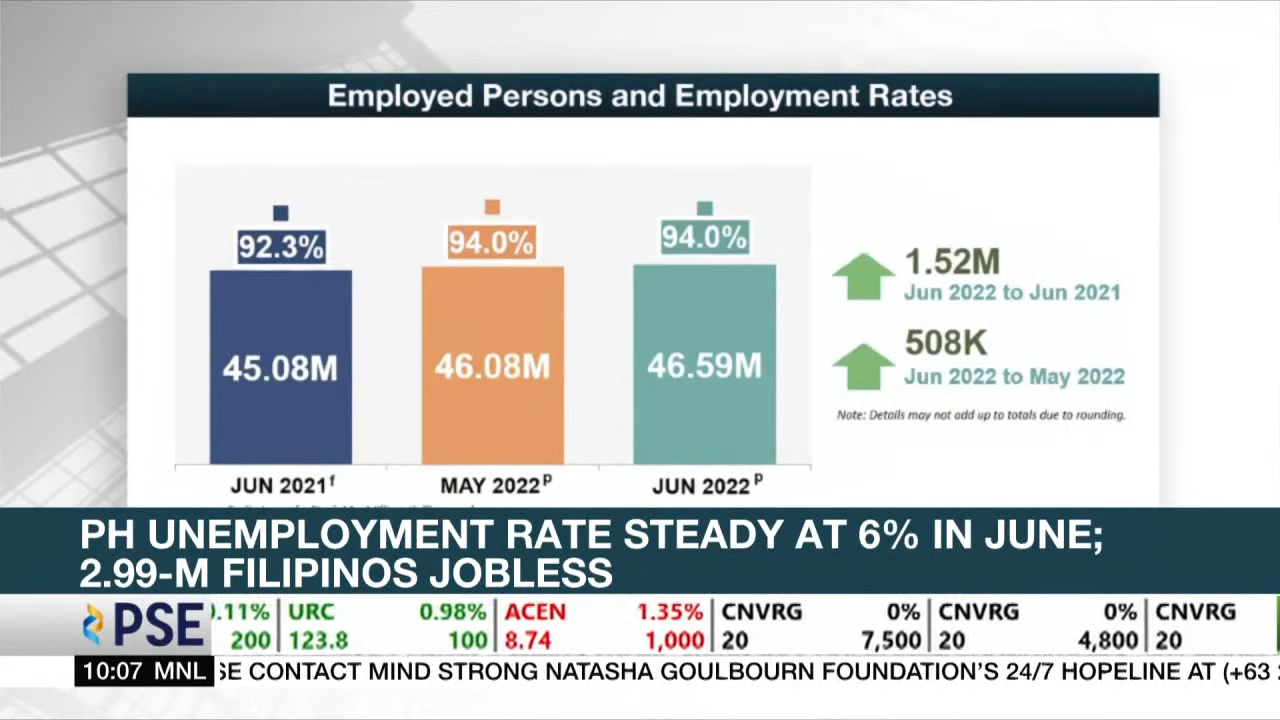 Employed Persons and Employment Rates
92.3% 94.0% 94.0%
45.08M 46.08M 46.59M
JUN 2021f MAY 2022p JUN 2022p
1.52M
Jun 2022 to Jun 2021
508K
Jun 2022 to May 2022
Note: Details may not add up to totals due to rounding.
PH UNEMPLOYMENT RATE STEADY AT 6% IN JUNE;
2.99-M FILIPINOS JOBLESS
PSE
.11% URC 0.98% ACEN 1.35% CNVRG 0% CNVRG 0% CNVRG
200 123.8 100 8.74 1,000 20 7,500 20 4,800 20
10:07 MNL SE CONTACT MIND STRONG NATASHA GOULBOURN FOUNDATION'S 24/7 HOPELINE AT (+63